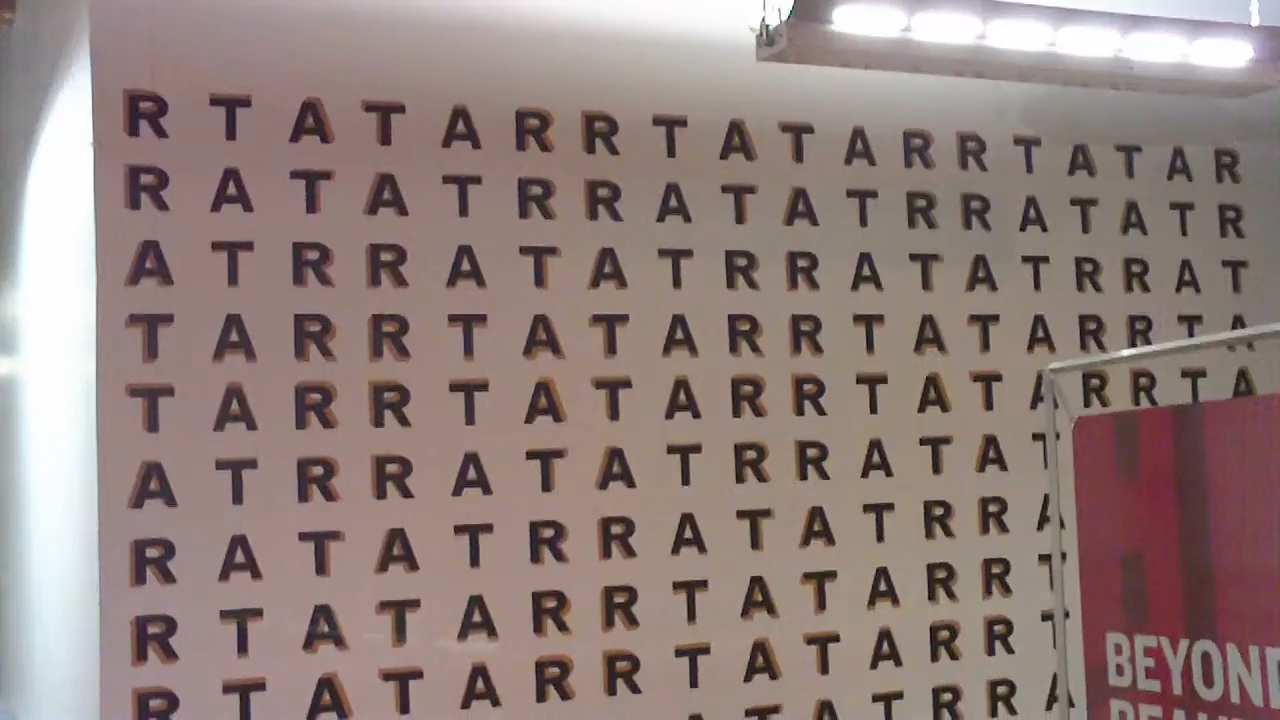 R T A T A R R T A T A R R T A T A R
R A T A T R R A T A T R R A T A T R
A T R R A T A T R R A T A T R R A T
T A R R T A T A R R T A T A R R T A
T A R R T A T A R R T A T A R R T A
A T R R A T A T R R A T A T
R A T A T R R A T A T R R A
R T A T A R R T A T A R R T
R T A T A R R T A T A R R T
T A T R R A
BEYOND